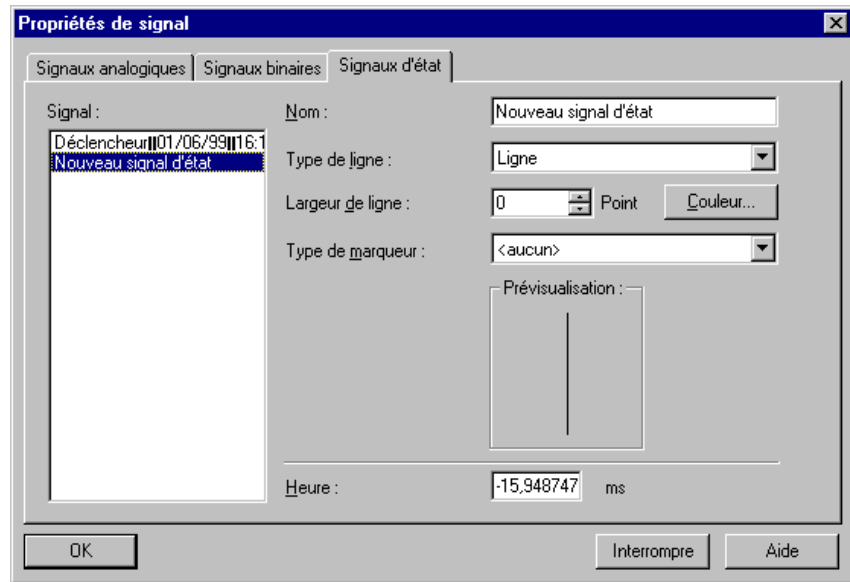 Propriétés de signal
Signaux analogiques Signaux binaires Signaux d'état
Signal :
Déclencheur||01/06/99||16:1
Nouveau signal d'état
Nom : Nouveau signal d'état
Type de ligne : Ligne
Largeur de ligne : 0 Point Couleur...
Type de marqueur : <aucun>
Prévisualisation :
Heure : -15,948747 ms
OK Interrompre Aide